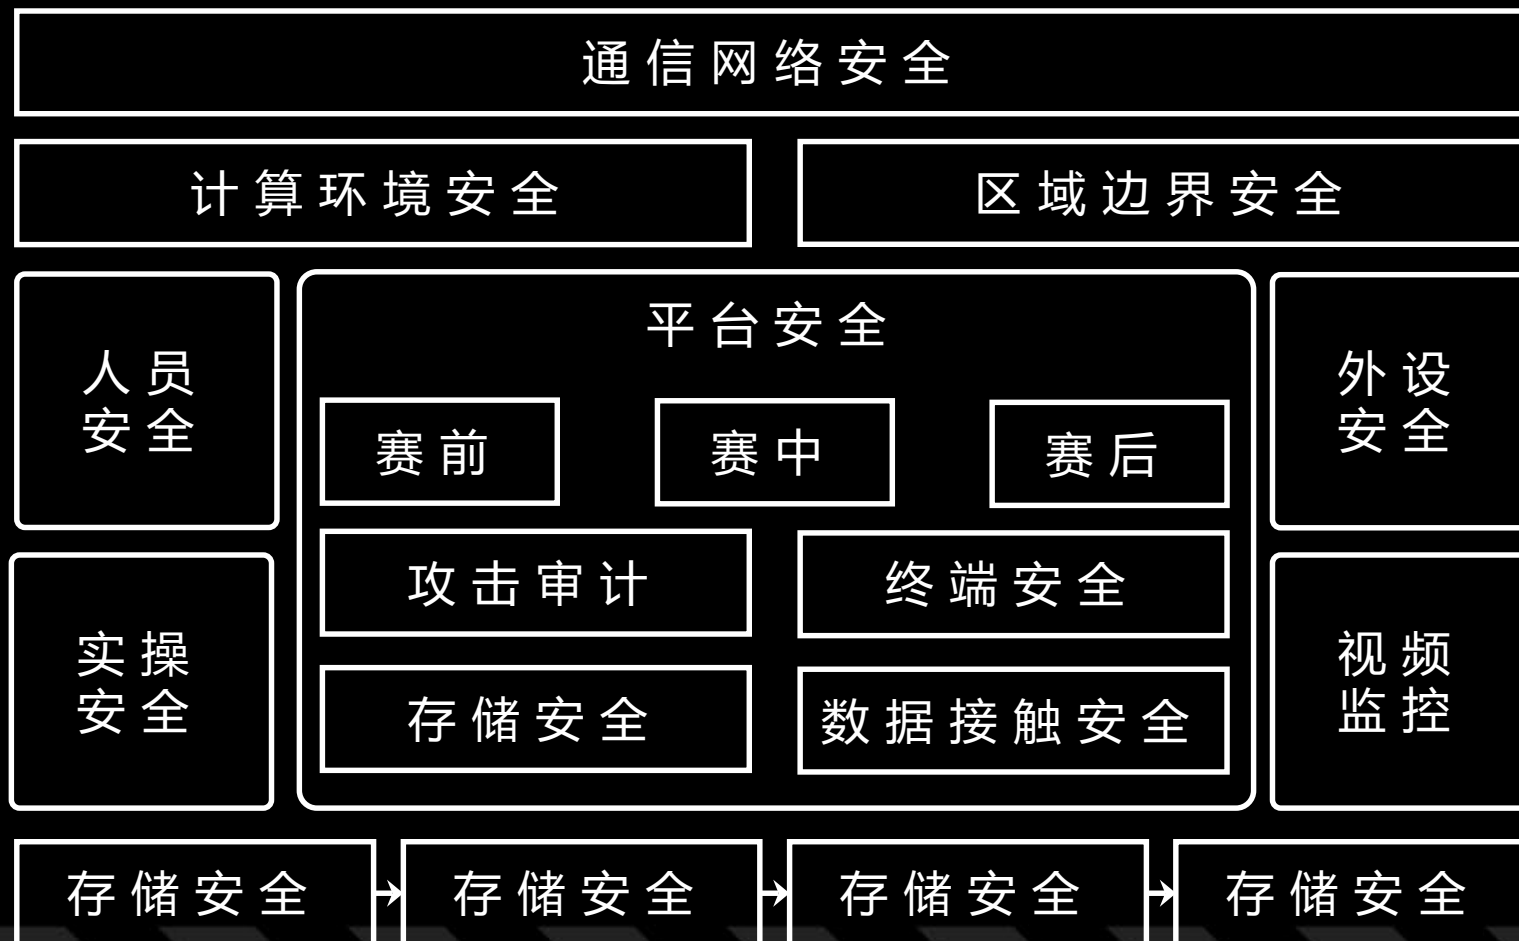 通信网络安全
计算环境安全
区域边界安全
人员
安全
平台安全
赛前
赛中
赛后
攻击审计
终端安全
存储安全
数据接触安全
外设
安全
实操
安全
视频
监控
存储安全
存储安全
存储安全
存储安全